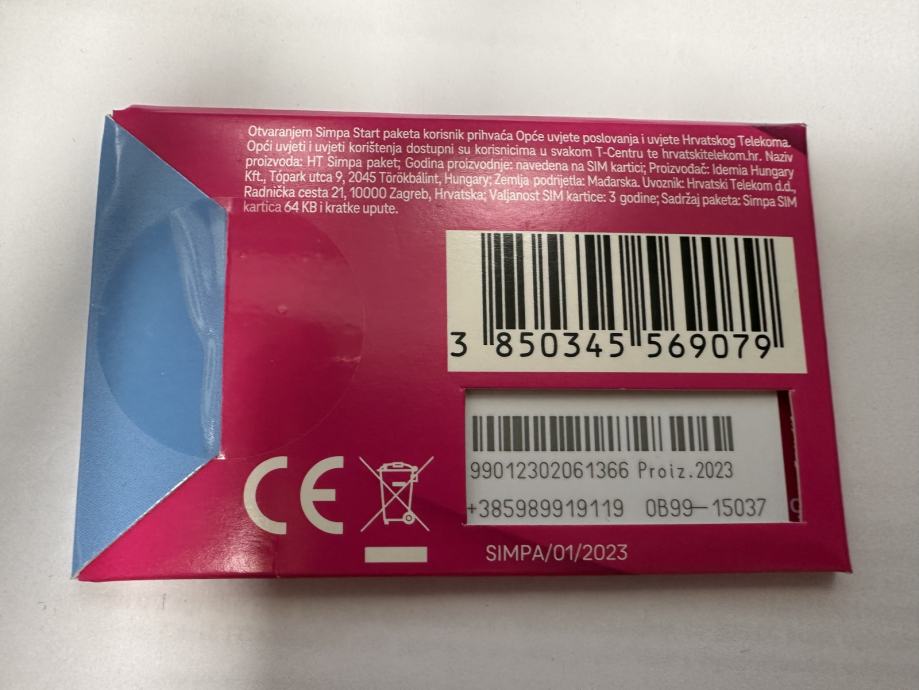 Otvaranjem Simpa Start paketa korisnik prihvaća Opće uvjete poslovanja i uvjete Hrvatskog Telekoma.
Opći uvjeti i uvjeti korištenja dostupni su korisnicima u svakom T-Centru te hrvatskitelekom.hr. Naziv
proizvoda: HT Simpa paket; Godina proizvodnje: navedena na SIM kartici; Proizvođač: Idemia Hungary
Kft., Tópark utca 9, 2045 Törökbálint, Hungary; Zemlja podrijetla: Mađarska. Uvoznik: Hrvatski Telekom d.d.,
Radnička cesta 21, 10000 Zagreb, Hrvatska; Valjanost SIM kartice: 3 godine; Sadržaj paketa: Simpa SIM
kartica 64 KB i kratke upute.
3 850345 569079
99012302061366 Proiz.2023
+385989919119 0B99-15037
CE
SIMPA/01/2023